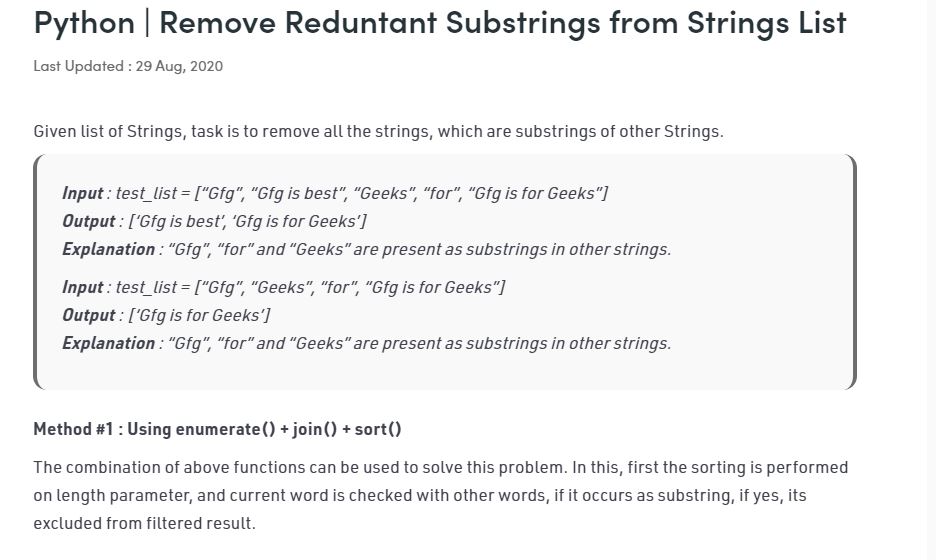 Python | Remove Reduntant Substrings from Strings List
Last Updated : 29 Aug, 2020
Given list of Strings, task is to remove all the strings, which are substrings of other Strings.
Input : test_list = [“Gfg”, “Gfg is best”, “Geeks”, “for”, “Gfg is for Geeks”]
Output : [‘Gfg is best’, ‘Gfg is for Geeks’]
Explanation : “Gfg”, “for” and “Geeks” are present as substrings in other strings.
Input : test_list = [“Gfg”, “Geeks”, “for”, “Gfg is for Geeks”]
Output : [‘Gfg is for Geeks’]
Explanation : “Gfg”, “for” and “Geeks” are present as substrings in other strings.
Method #1 : Using enumerate() + join() + sort()
The combination of above functions can be used to solve this problem. In this, first the sorting is performed
on length parameter, and current word is checked with other words, if it occurs as substring, if yes, its
excluded from filtered result.